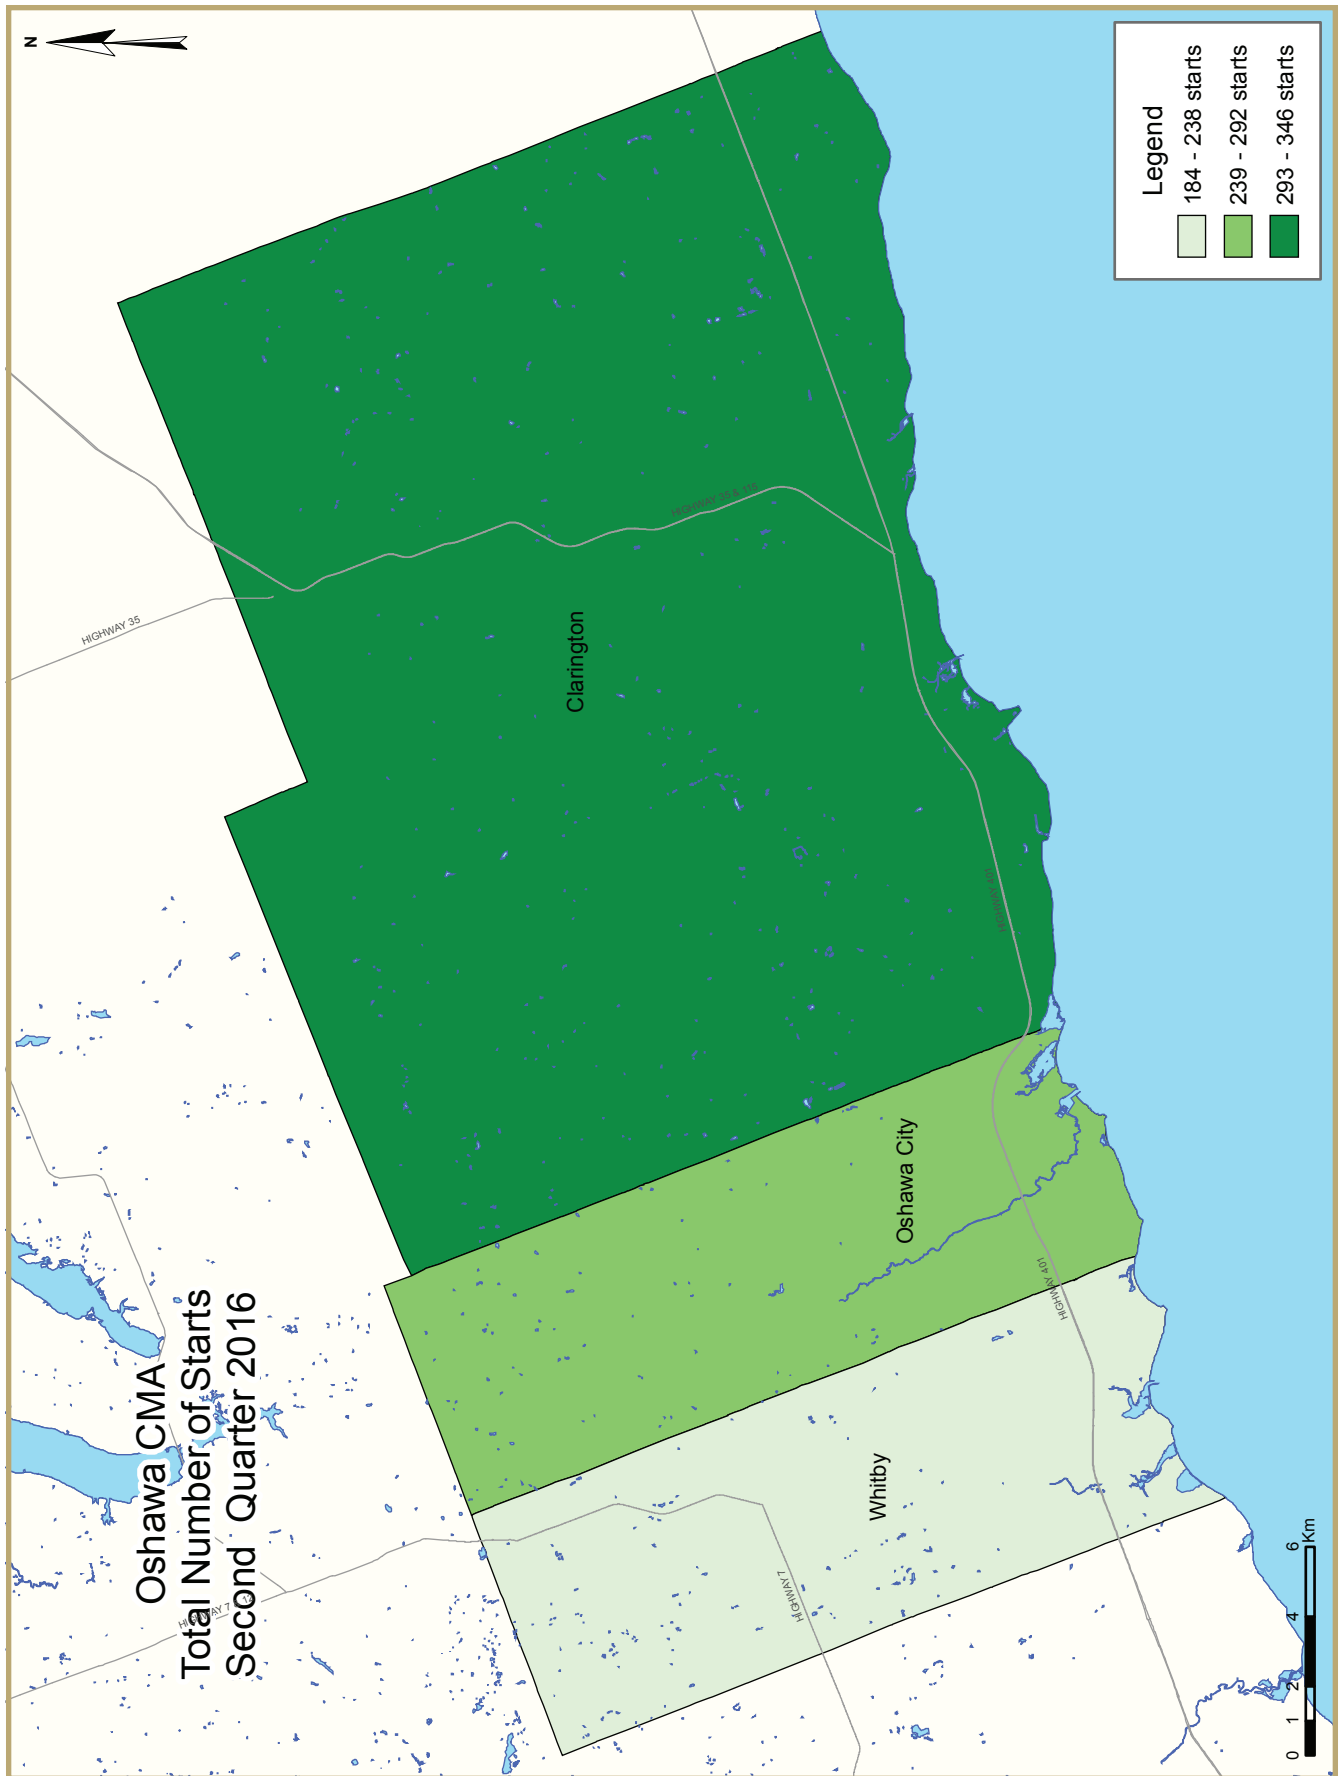 N
Oshawa CMA
Total Number of Starts
Second Quarter 2016
HIGHWAY 35
HIGHWAY 35 & 115
Clarington
HIGHWAY 401
Oshawa City
HIGHWAY 401
Whitby
HIGHWAY 7
HIGHWAY 7
Legend
184 - 238 starts
239 - 292 starts
293 - 346 starts
0 1 2 4 6
Km